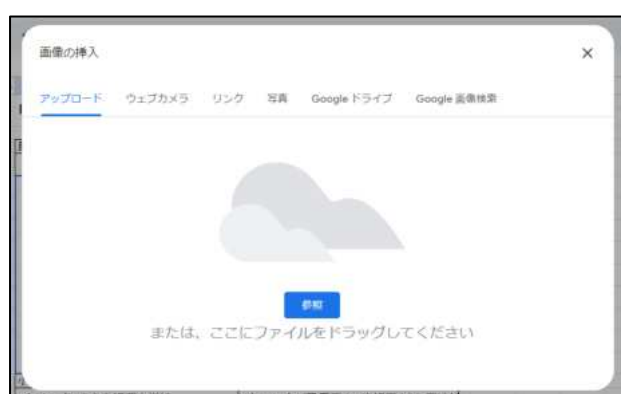 画像の挿入
アップロード ウェブカメラ リンク 写真 Google ドライブ Google 画像検索
参照
または、ここにファイルをドラッグしてください